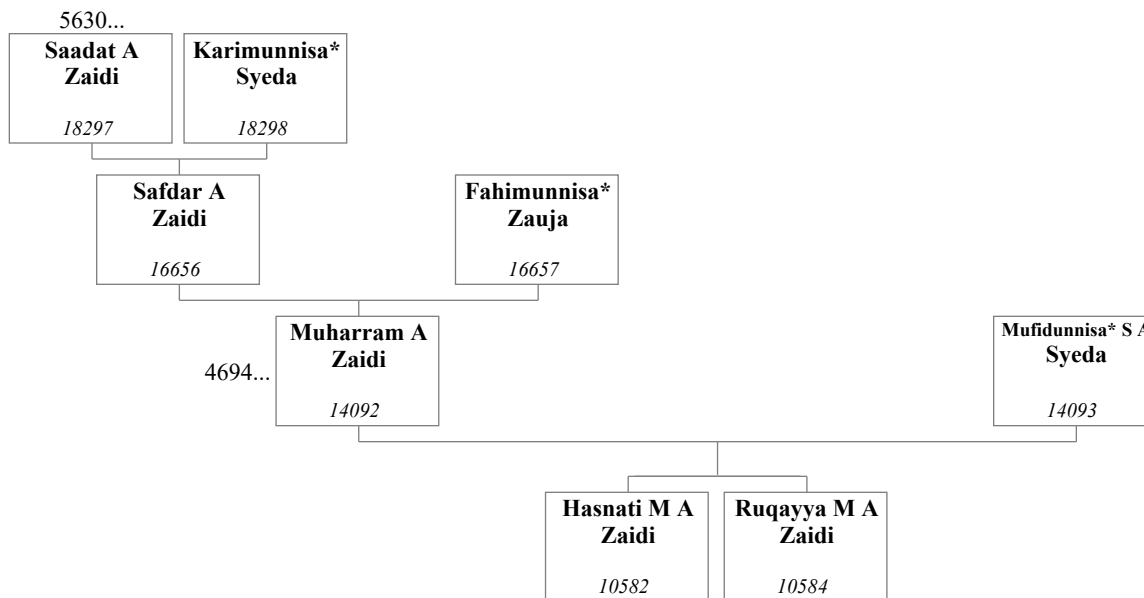 5630...
Saadat A
Zaidi
18297
Karimunnisa*
Syeda
18298
Safdar A
Zaidi
16656
Fahimunnisa*
Zauja
16657
4694...
Muharram A
Zaidi
14092
Mufidunnisa* S A
Syeda
14093
Hasnati M A
Zaidi
10582
Ruqayya M A
Zaidi
10584